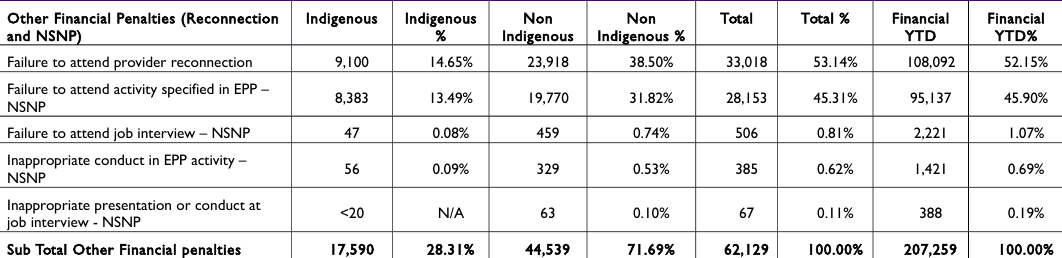 Other Financial Penalties (Reconnection and NSNP) Indigenous Indigenous % Non Indigenous Non Indigenous % Total Total % Financial YTD Financial YTD%
Failure to attend provider reconnection 9,100 14.65% 23,918 38.50% 33,018 53.14% 108,092 52.15%
Failure to attend activity specified in EPP – NSNP 8,383 13.49% 19,770 31.82% 28,153 45.31% 95,137 45.90%
Failure to attend job interview – NSNP 47 0.08% 459 0.74% 506 0.81% 2,221 1.07%
Inappropriate conduct in EPP activity – NSNP 56 0.09% 329 0.53% 385 0.62% 1,421 0.69%
Inappropriate presentation or conduct at job interview - NSNP <20 N/A 63 0.10% 67 0.11% 388 0.19%
Sub Total Other Financial penalties 17,590 28.31% 44,539 71.69% 62,129 100.00% 207,259 100.00%